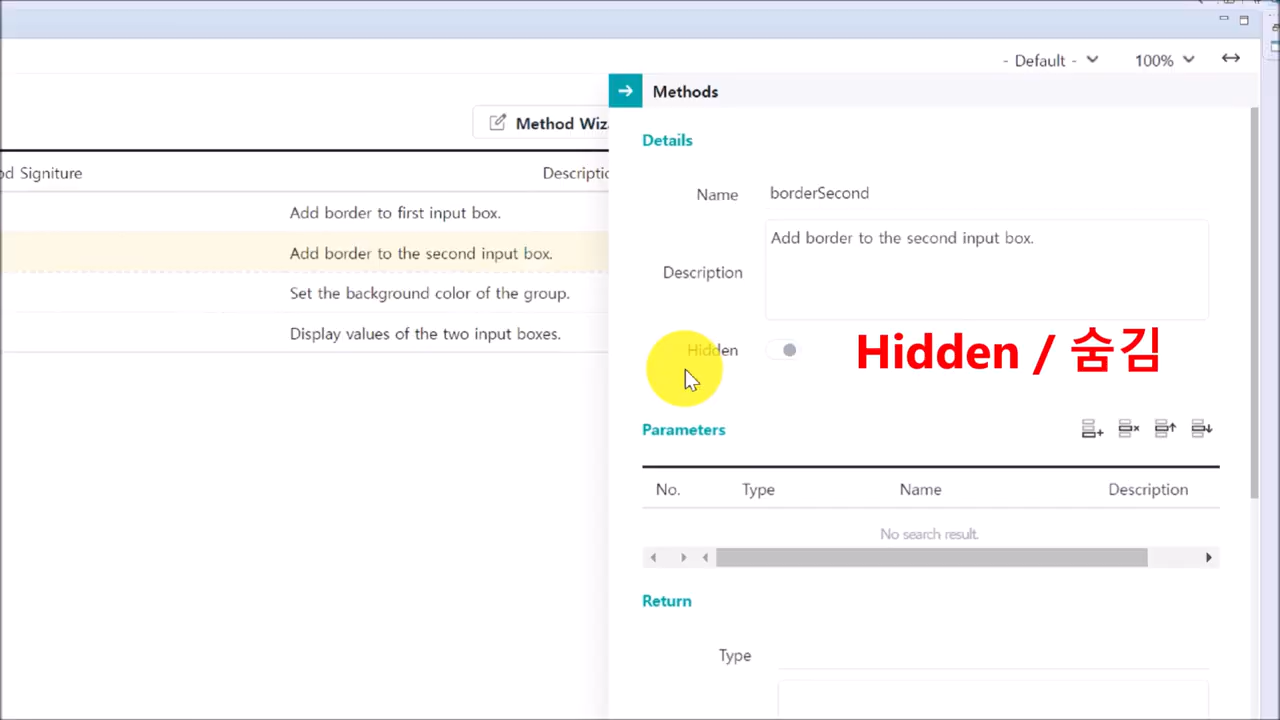 - Default -
100%
Methods
Method Wiz
Details
od Signiture
Descriptio
Name
borderSecond
Add border to first input box.
Add border to the second input box.
Description
Add border to the second input box.
Set the background color of the group.
Display values of the two input boxes.
Hidden
Hidden / 숨김
Parameters
No.
Type
Name
Description
No search result.
Return
Type